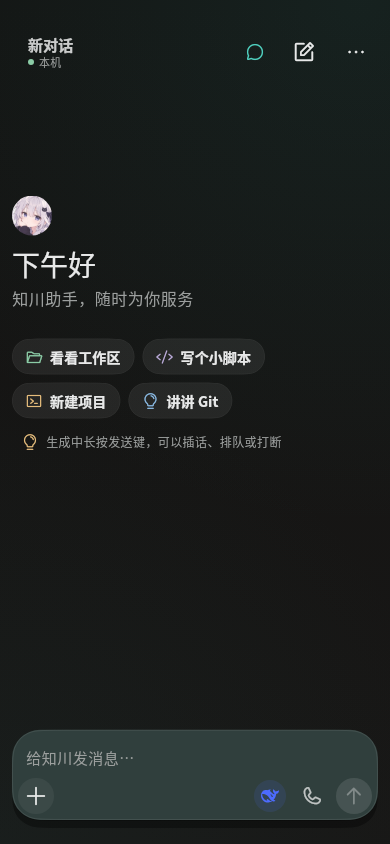 新对话
本机
下午好
知川助手，随时为你服务
看看工作区
写个小脚本
新建项目
讲讲 Git
生成中长按发送键，可以插话、排队或打断
给知川发消息…